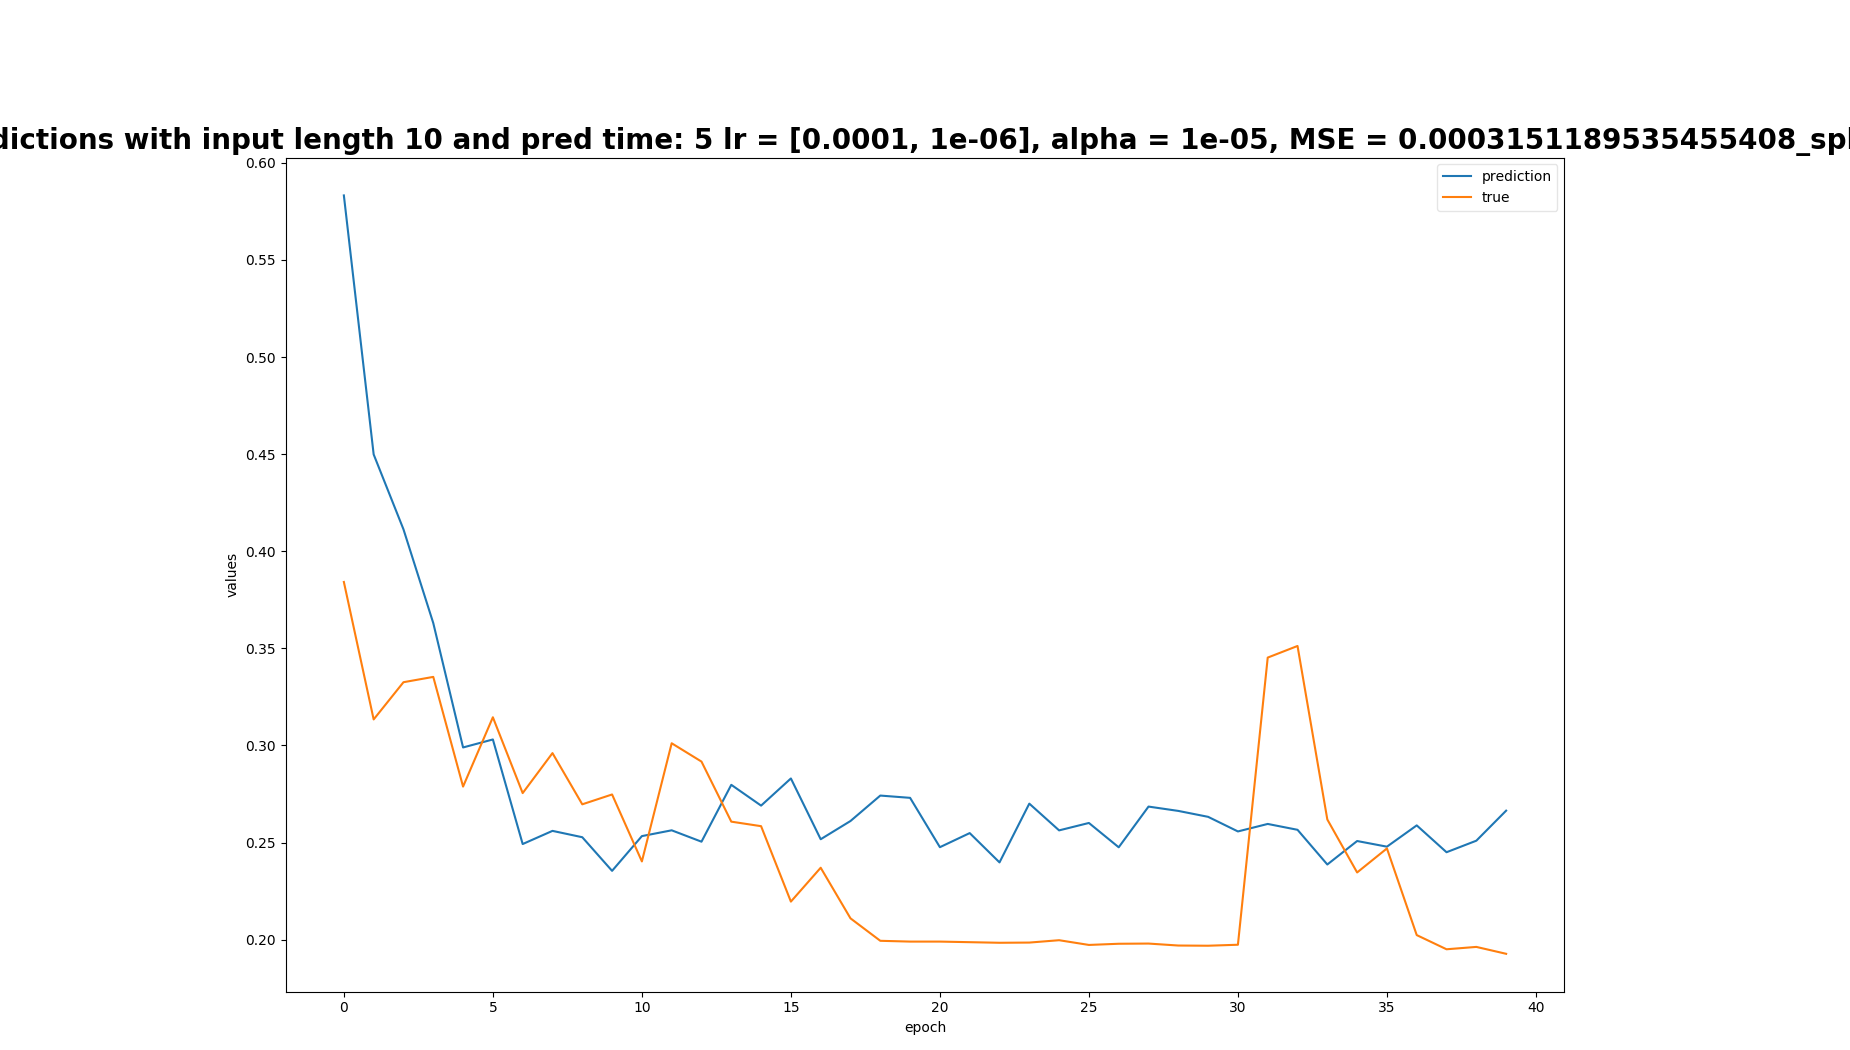 dictions with input length 10 and pred time: 5 lr = [0.0001, 1e-06], alpha = 1e-05, MSE = 0.0003151189535455408_spl
prediction
true
0.60
0.55
0.50
0.45
0.40
0.35
0.30
0.25
0.20
values
0 5 10 15 20 25 30 35 40
epoch